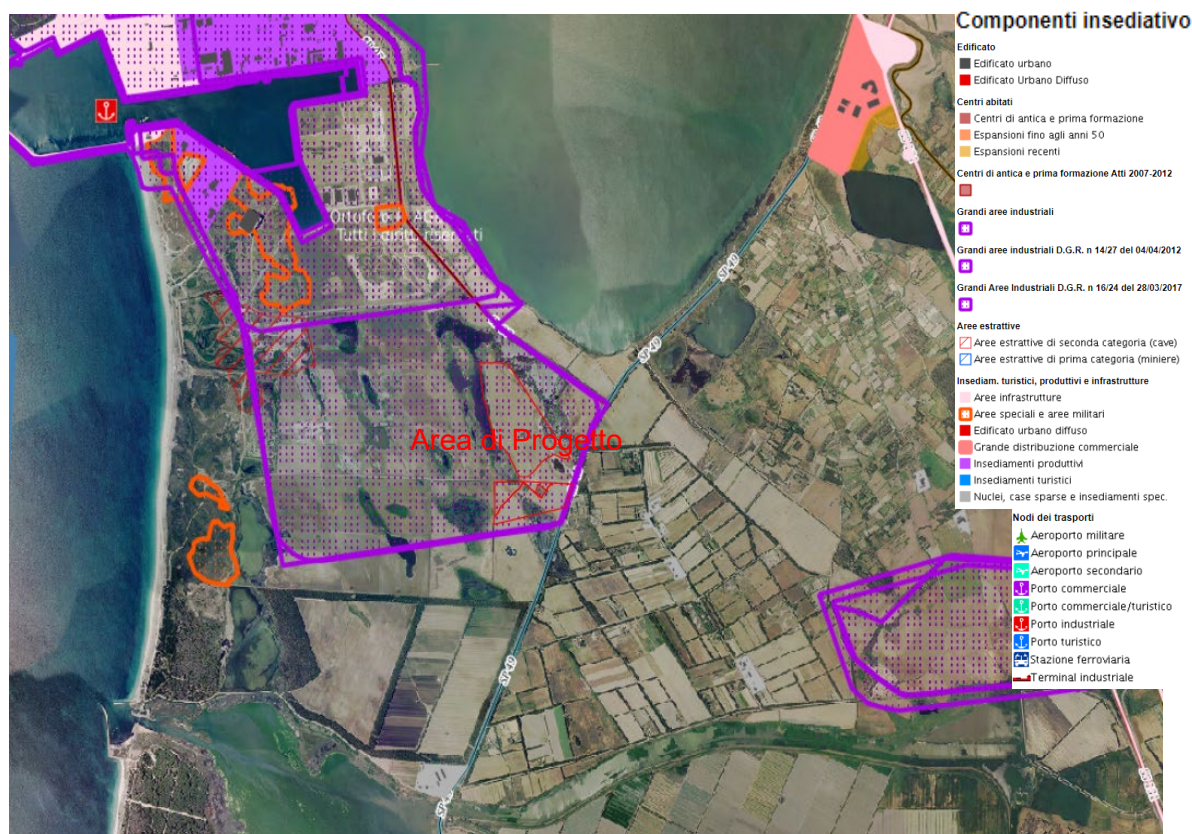 Componenti insediativo
Edificato
Edificato urbano
Edificato Urbano Diffuso
Centri abitati
Centri di antica e prima formazione
Espansioni fino agli anni 50
Espansioni recenti
Centri di antica e prima formazione Atti 2007-2012
Grandi aree industriali
Grandi aree industriali D.G.R. n 14/27 del 04/04/2012
Grandi Aree Industriali D.G.R. n 16/24 del 28/03/2017
Aree estrattive
Aree estrattive di seconda categoria (cave)
Aree estrattive di prima categoria (miniere)
Insediam. turistici, produttivi e infrastrutture
Aree infrastrutture
Aree speciali e aree militari
Edificato urbano diffuso
Grande distribuzione commerciale
Insediamenti produttivi
Insediamenti turistici
Nuclei, case sparse e insediamenti spec.
Nodi dei trasporti
Aeroporto militare
Aeroporto principale
Aeroporto secondario
Porto commerciale
Porto commerciale/turistico
Porto industriale
Porto turistico
Stazione ferroviaria
Terminal industriale
SP-49
SP-49
Area di Progetto
SP-49